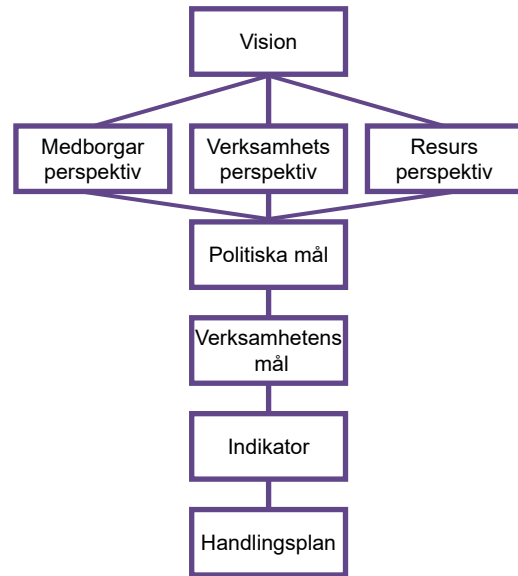 Vision
Medborgar
perspektiv
Verksamhets
perspektiv
Resurs
perspektiv
Politiska mål
Verksamhetens
mål
Indikator
Handlingsplan